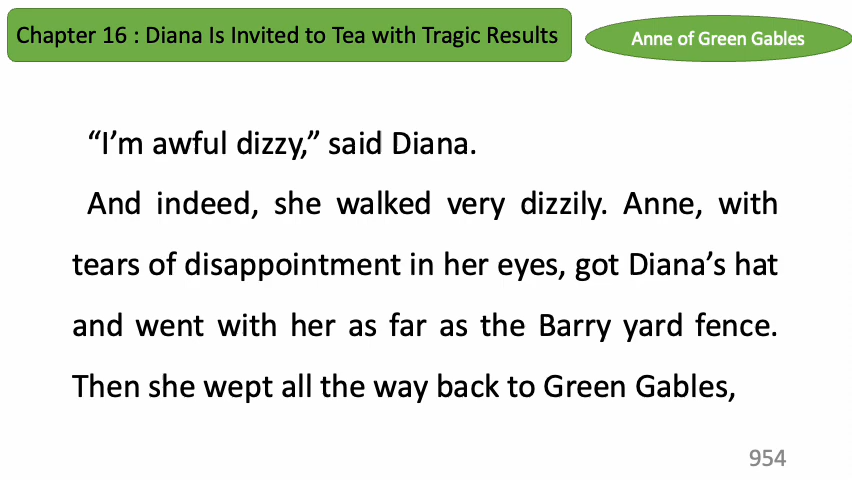 Chapter 16 : Diana Is Invited to Tea with Tragic Results
Anne of Green Gables
“I’m awful dizzy,” said Diana.
And indeed, she walked very dizzily. Anne, with
tears of disappointment in her eyes, got Diana’s hat
and went with her as far as the Barry yard fence.
Then she wept all the way back to Green Gables,
954